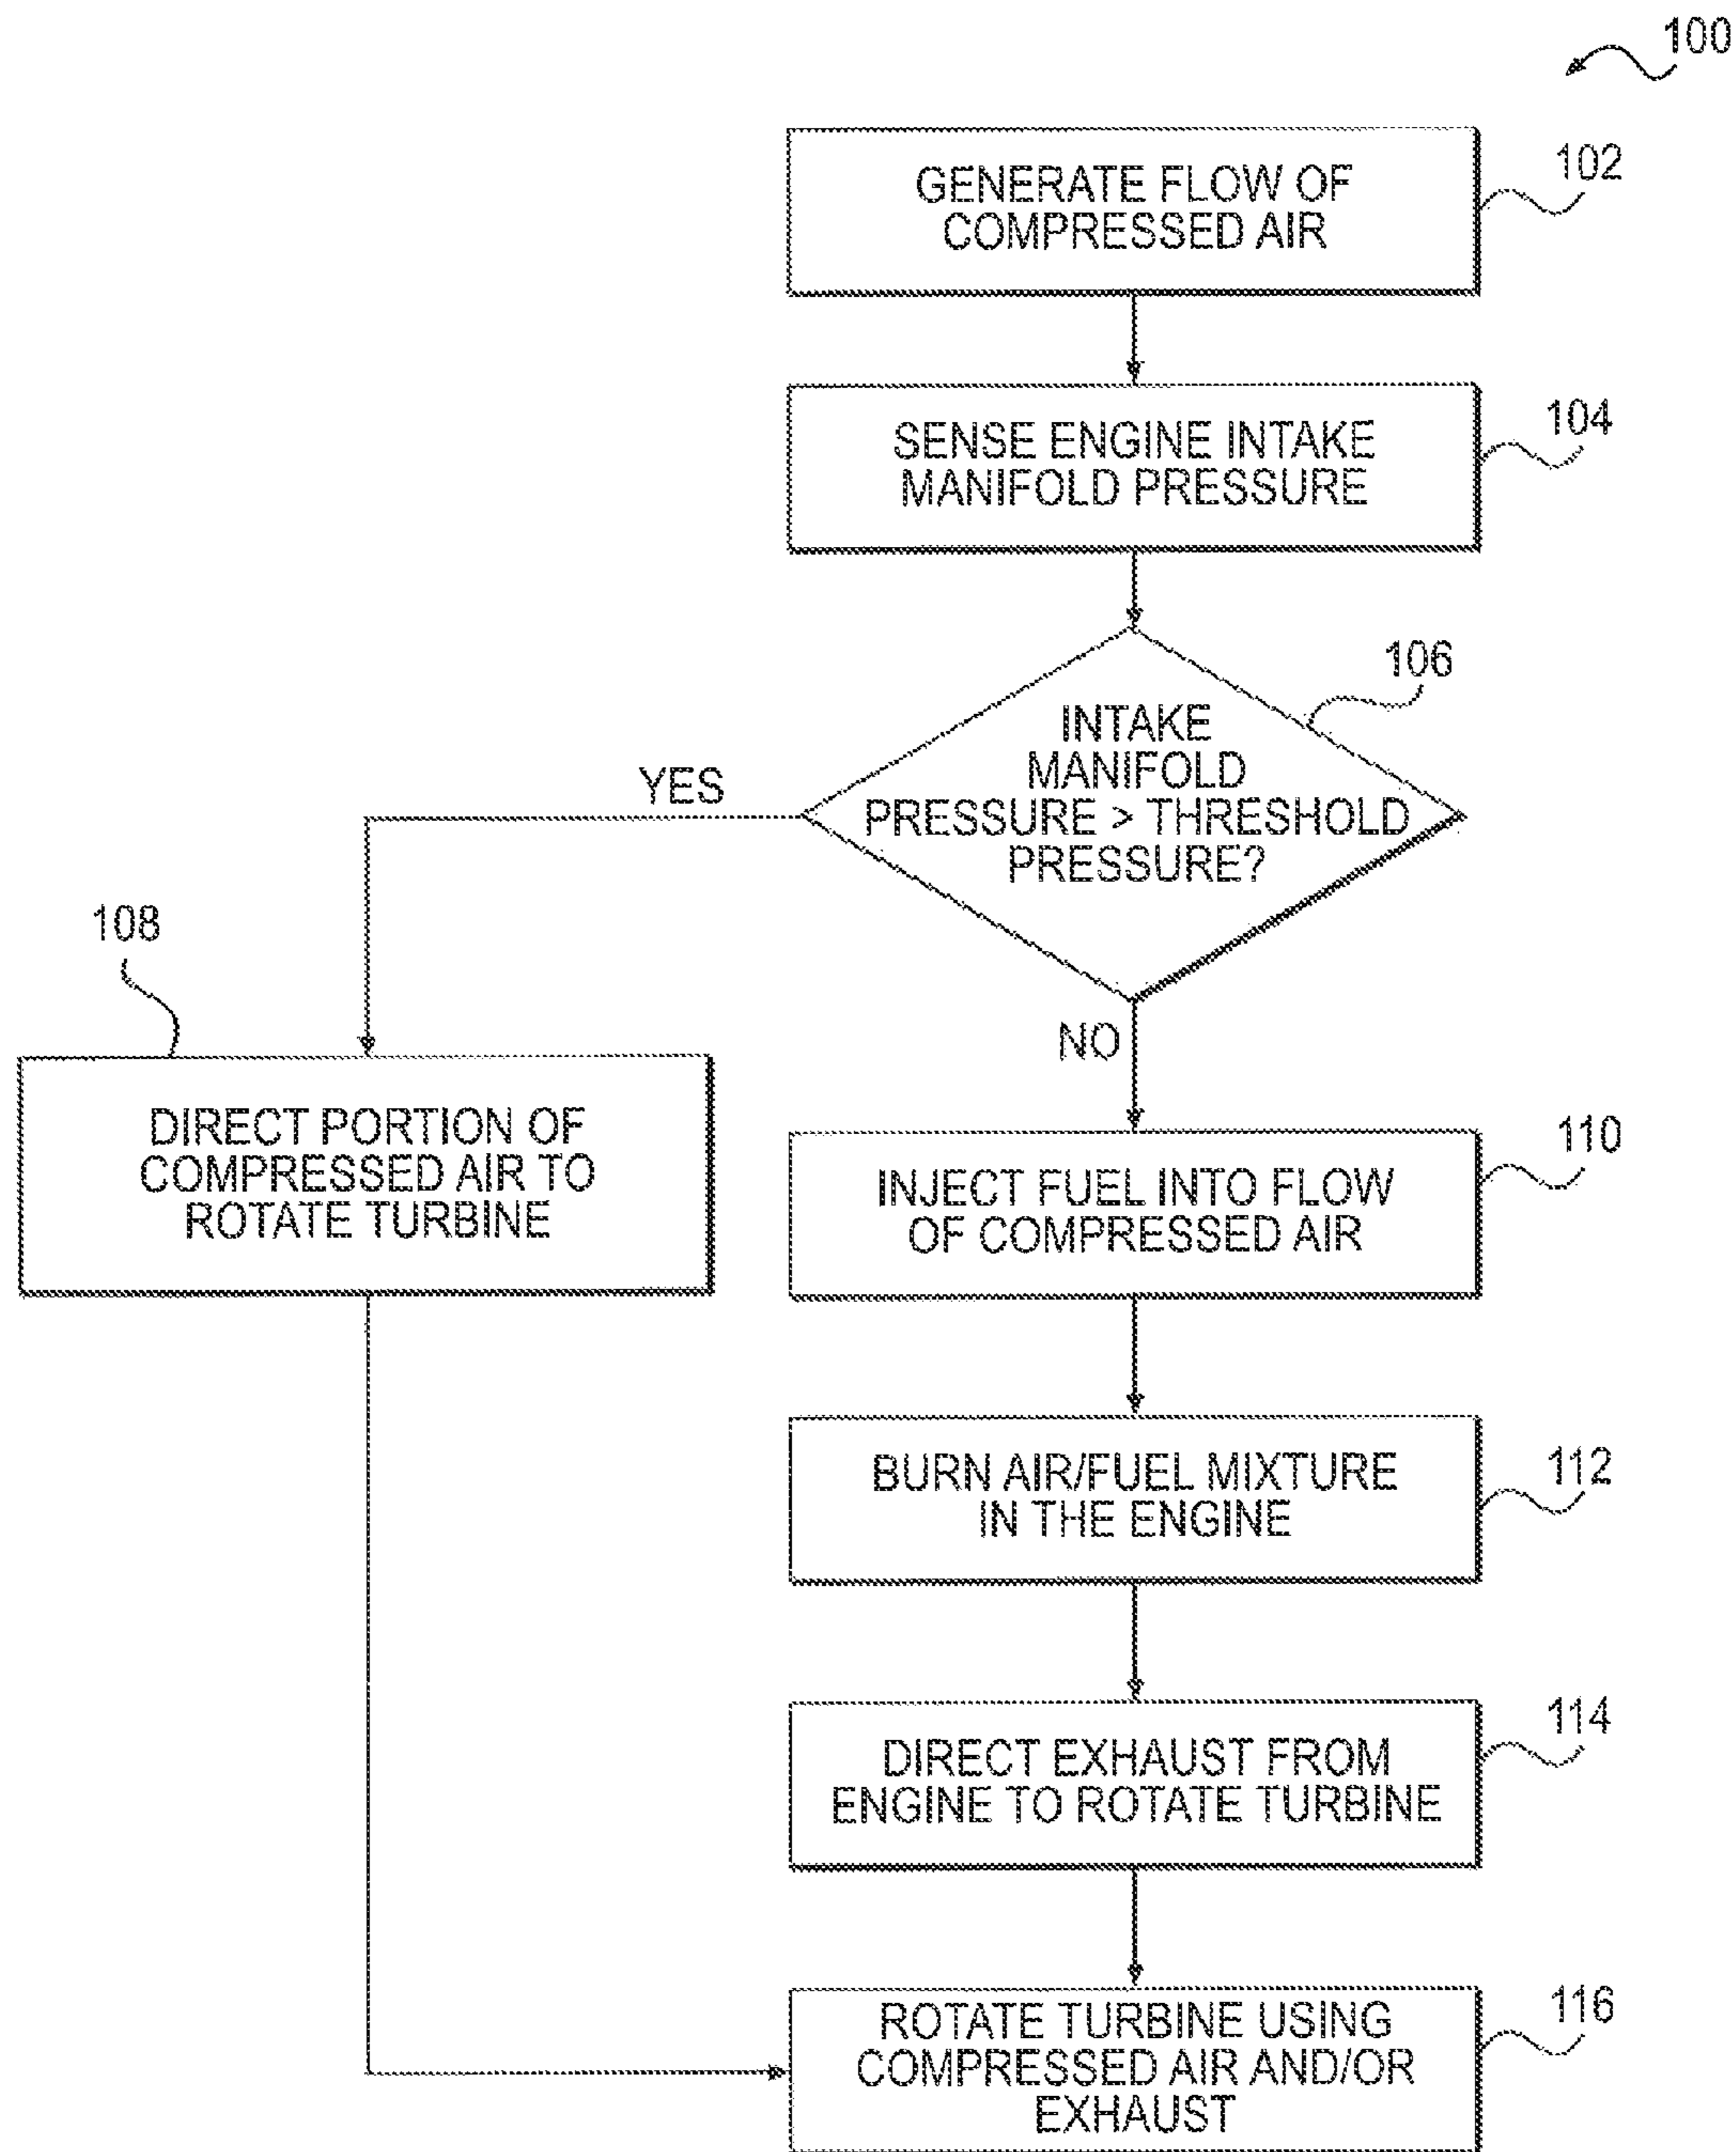 100
GENERATE FLOW OF
COMPRESSED AIR
102
SENSE ENGINE INTAKE
MANIFOLD PRESSURE
104
INTAKE
MANIFOLD
PRESSURE > THRESHOLD
PRESSURE?
106
YES
NO
108
DIRECT PORTION OF
COMPRESSED AIR TO
ROTATE TURBINE
INJECT FUEL INTO FLOW
OF COMPRESSED AIR
110
BURN AIR/FUEL MIXTURE
IN THE ENGINE
112
DIRECT EXHAUST FROM
ENGINE TO ROTATE TURBINE
114
ROTATE TURBINE USING
COMPRESSED AIR AND/OR
EXHAUST
116